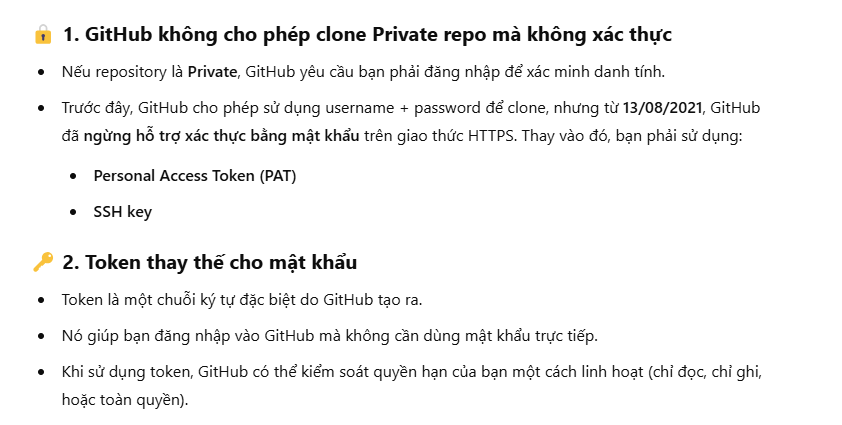 🔒 1. GitHub không cho phép clone Private repo mà không xác thực
• Nếu repository là Private, GitHub yêu cầu bạn phải đăng nhập để xác minh danh tính.
• Trước đây, GitHub cho phép sử dụng username + password để clone, nhưng từ 13/08/2021, GitHub
đã ngừng hỗ trợ xác thực bằng mật khẩu trên giao thức HTTPS. Thay vào đó, bạn phải sử dụng:
• Personal Access Token (PAT)
• SSH key
🔑 2. Token thay thế cho mật khẩu
• Token là một chuỗi ký tự đặc biệt do GitHub tạo ra.
• Nó giúp bạn đăng nhập vào GitHub mà không cần dùng mật khẩu trực tiếp.
• Khi sử dụng token, GitHub có thể kiểm soát quyền hạn của bạn một cách linh hoạt (chỉ đọc, chỉ ghi,
hoặc toàn quyền).